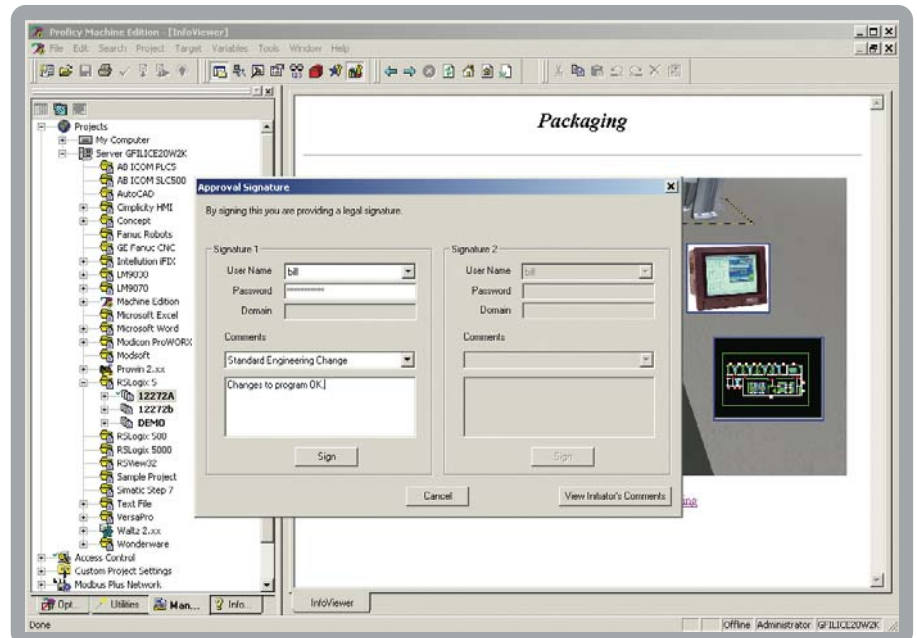 Proficy Machine Edition - [InfoViewer]
File Edit Search Project Target Variables Tools Window Help
Projects
My Computer
Server GFILICE20W2K
AB ICOM PLC5
AB ICOM SLC500
AutoCAD
Cimplicity HMI
Concept
Fanuc Robots
GE Fanuc CNC
Intellution iFIX
LM9030
LM9070
Machine Edition
Microsoft Excel
Microsoft Word
Modicon ProWORX
Modsoft
Provin 2.xx
RSLogix 5
12272A
12272b
DEMO
RSLogix 500
RSLogix 5000
RSView32
Sample Project
Simatic Step 7
Text File
VersaPro
Waltz 2.xx
Wonderware
Access Control
Custom Project Settings
Modbus Plus Network
Opt...
Utilities
Man...
Info...
Packaging
Approval Signature
By signing this you are providing a legal signature.
Signature 1
User Name bill
Password ***********
Domain
Comments
Standard Engineering Change
Changes to program OK.
Sign
Signature 2
User Name bill
Password
Domain
Comments
Sign
Cancel
View Initiator's Comments
ing
InfoViewer
Done
Offline Administrator GFILICE20W2K